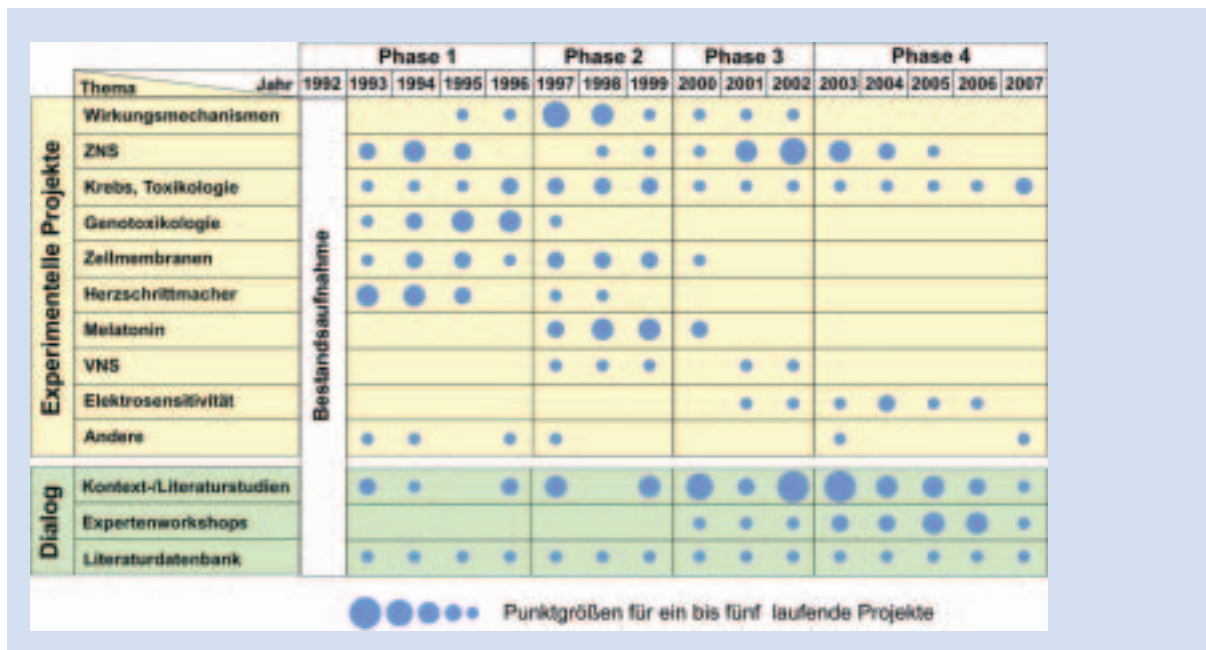 Phase 1 Phase 2 Phase 3 Phase 4
Thema Jahr 1992 1993 1994 1995 1996 1997 1998 1999 2000 2001 2002 2003 2004 2005 2006 2007
Experimentelle Projekte
Wirkungsmechanismen
ZNS
Krebs, Toxikologie
Genotoxikologie
Zellmembranen
Herzschrittmacher
Melatonin
VNS
Elektrosensitivität
Andere
Bestandsaufnahme
Dialog
Kontext-/Literaturstudien
Expertenworkshops
Literaturdatenbank
Punktgrößen für ein bis fünf laufende Projekte